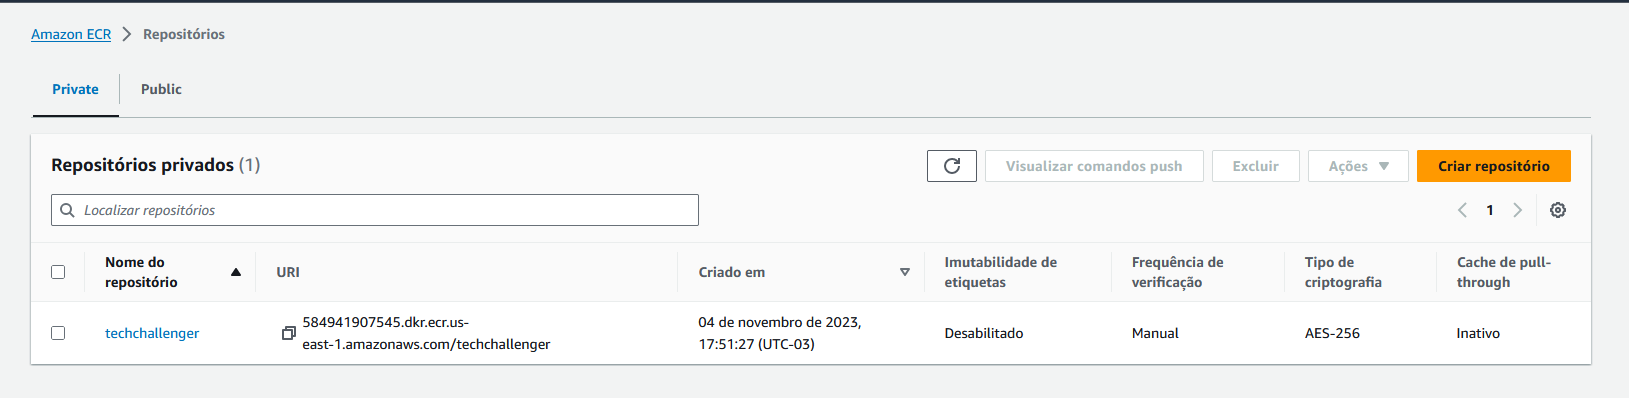 Amazon ECR > Repositórios
Private
Public
Repositórios privados (1)
Visualizar comandos push
Excluir
Ações
Criar repositório
Localizar repositórios
1
Nome do repositório
URI
Criado em
Imutabilidade de etiquetas
Frequência de verificação
Tipo de criptografia
Cache de pull-through
techchallenger
584941907545.dkr.ecr.us-
east-1.amazonaws.com/techchallenger
04 de novembro de 2023,
17:51:27 (UTC-03)
Desabilitado
Manual
AES-256
Inativo